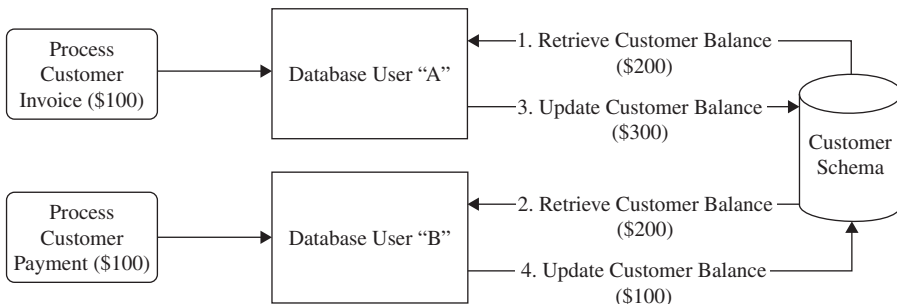 Process
Customer
Invoice ($100)
Database User “A”
1. Retrieve Customer Balance
($200)
3. Update Customer Balance
($300)
Customer
Schema
Process
Customer
Payment ($100)
Database User “B”
2. Retrieve Customer Balance
($200)
4. Update Customer Balance
($100)